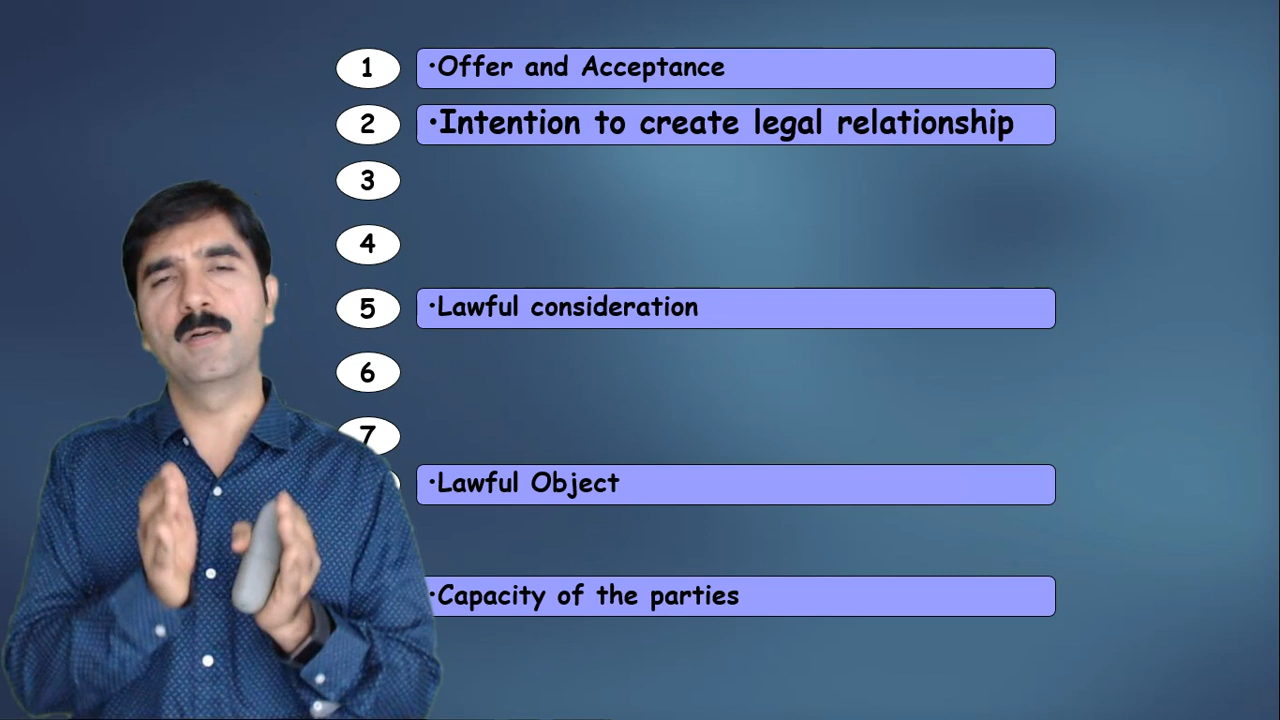 1 •Offer and Acceptance
2 •Intention to create legal relationship
3
4
5 •Lawful consideration
6
7
•Lawful Object
•Capacity of the parties